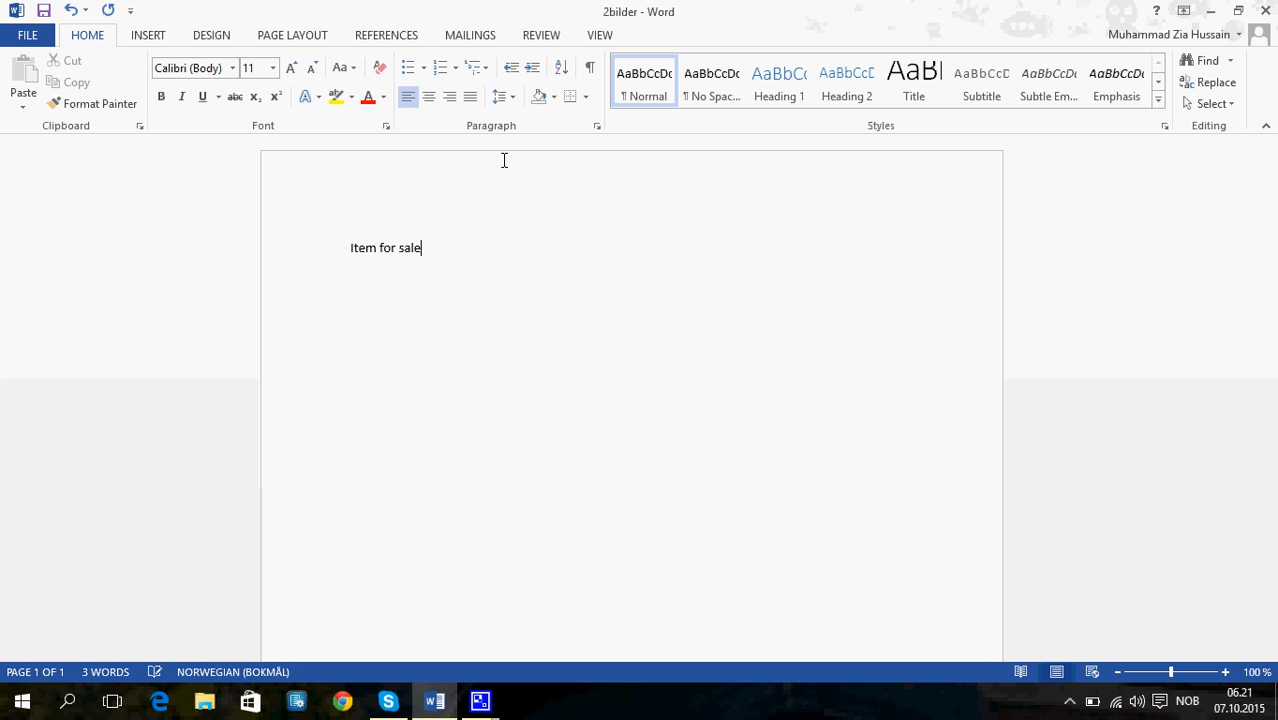 2bilder - Word
FILE HOME INSERT DESIGN PAGE LAYOUT REFERENCES MAILINGS REVIEW VIEW Muhammad Zia Hussain
Cut
Copy
Format Painter
Paste
Clipboard
Calibri (Body) 11
Font
Paragraph
AaBbCcDc AaBbCcDc AaBbC AaBbCcD AaBl AaBbCcD AaBbCcDc AaBbCcDc
¶ Normal ¶ No Spac... Heading 1 Heading 2 Title Subtitle Subtle Em... Emphasis
Styles
Find
Replace
Select
Editing
Item for sale
PAGE 1 OF 1 3 WORDS NORWEGIAN (BOKMÅL) 100 %
NOB
06.21
07.10.2015